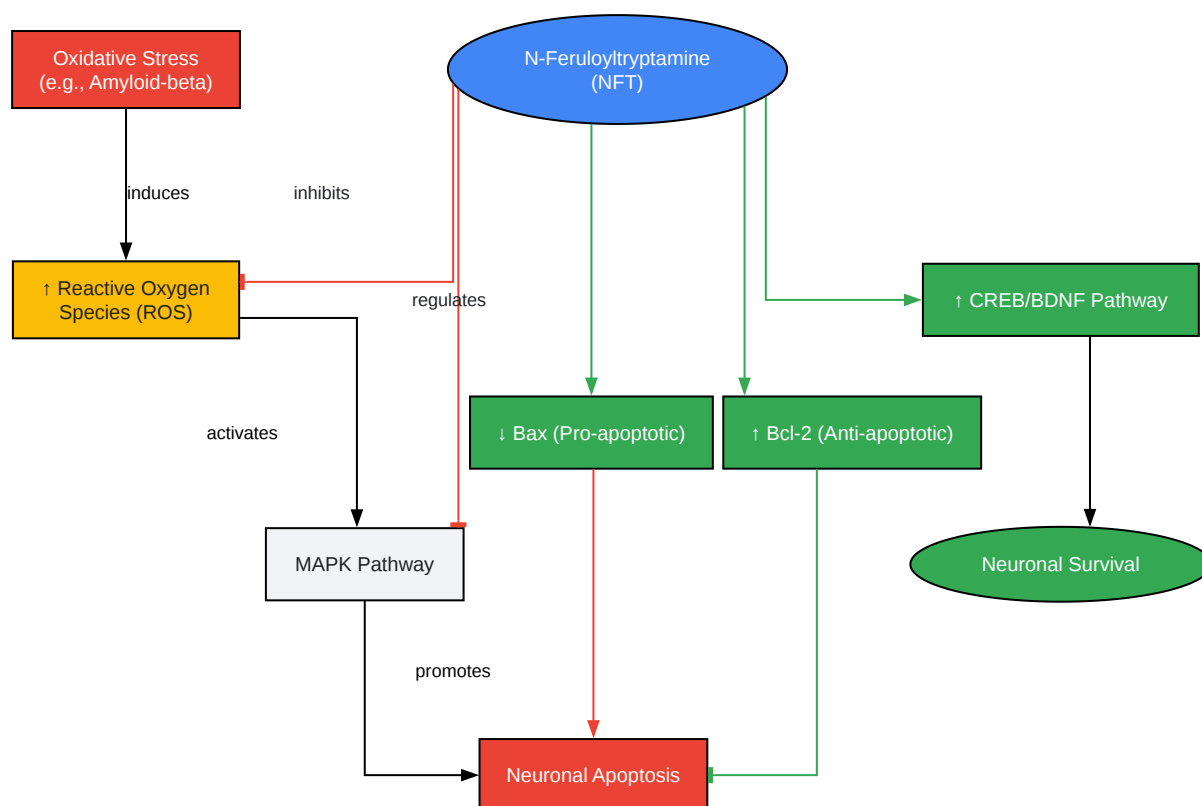 Oxidative Stress
(e.g., Amyloid-beta)
N-Feruloyltryptamine
(NFT)
induces
inhibits
↑ Reactive Oxygen
Species (ROS)
regulates
↑ CREB/BDNF Pathway
activates
↓ Bax (Pro-apoptotic)
↑ Bcl-2 (Anti-apoptotic)
MAPK Pathway
Neuronal Survival
promotes
Neuronal Apoptosis